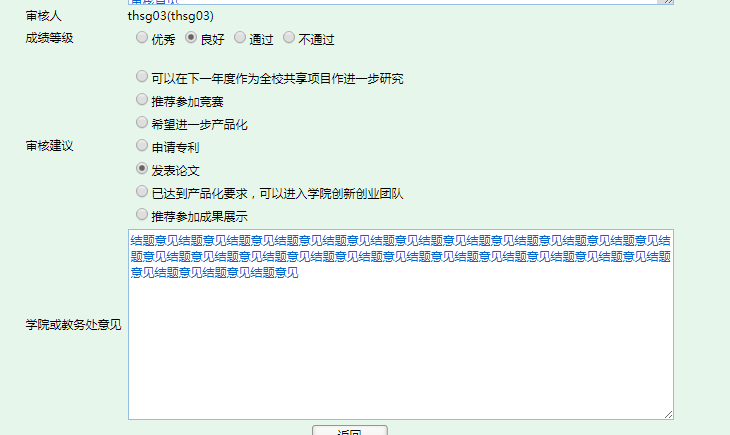 审核人 thsg03(thsg03)
成绩等级 优秀 良好 通过 不通过
可以在下一年度作为全校共享项目作进一步研究
推荐参加竞赛
希望进一步产品化
审核建议 申请专利
发表论文
已达到产品化要求，可以进入学院创新创业团队
推荐参加成果展示
结题意见结题意见结题意见结题意见结题意见结题意见结题意见结题意见结题意见结题意见结题意见结
题意见结题意见结题意见结题意见结题意见结题意见结题意见结题意见结题意见结题意见结题意见结题
意见结题意见结题意见结题意见
学院或教务处意见
返回